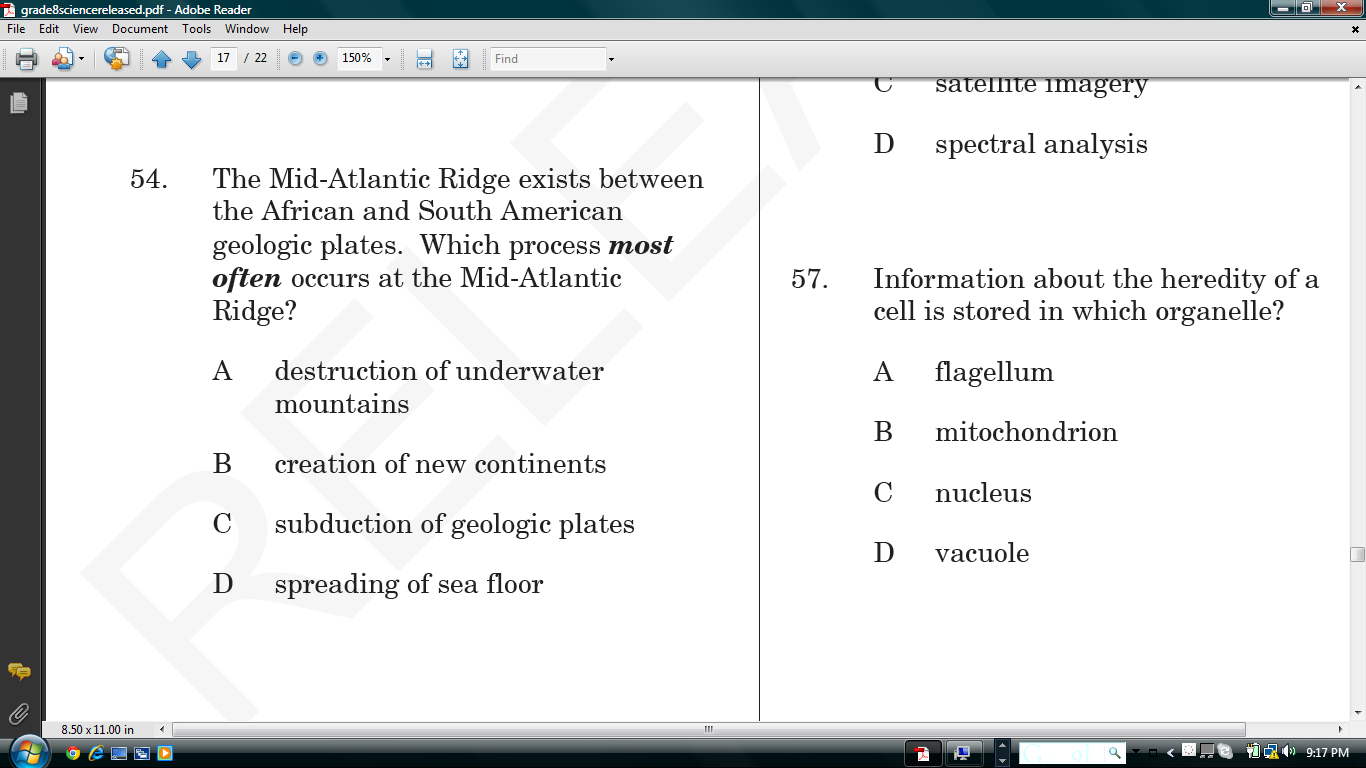 grade8sciencereleased.pdf - Adobe Reader
File Edit View Document Tools Window Help
17 / 22 150% Find
54. The Mid-Atlantic Ridge exists between
the African and South American
geologic plates. Which process most
often occurs at the Mid-Atlantic
Ridge?
A destruction of underwater
mountains
B creation of new continents
C subduction of geologic plates
D spreading of sea floor
C satellite imagery
D spectral analysis
57. Information about the heredity of a
cell is stored in which organelle?
A flagellum
B mitochondrion
C nucleus
D vacuole
RELEA
8.50 x 11.00 in
9:17 PM